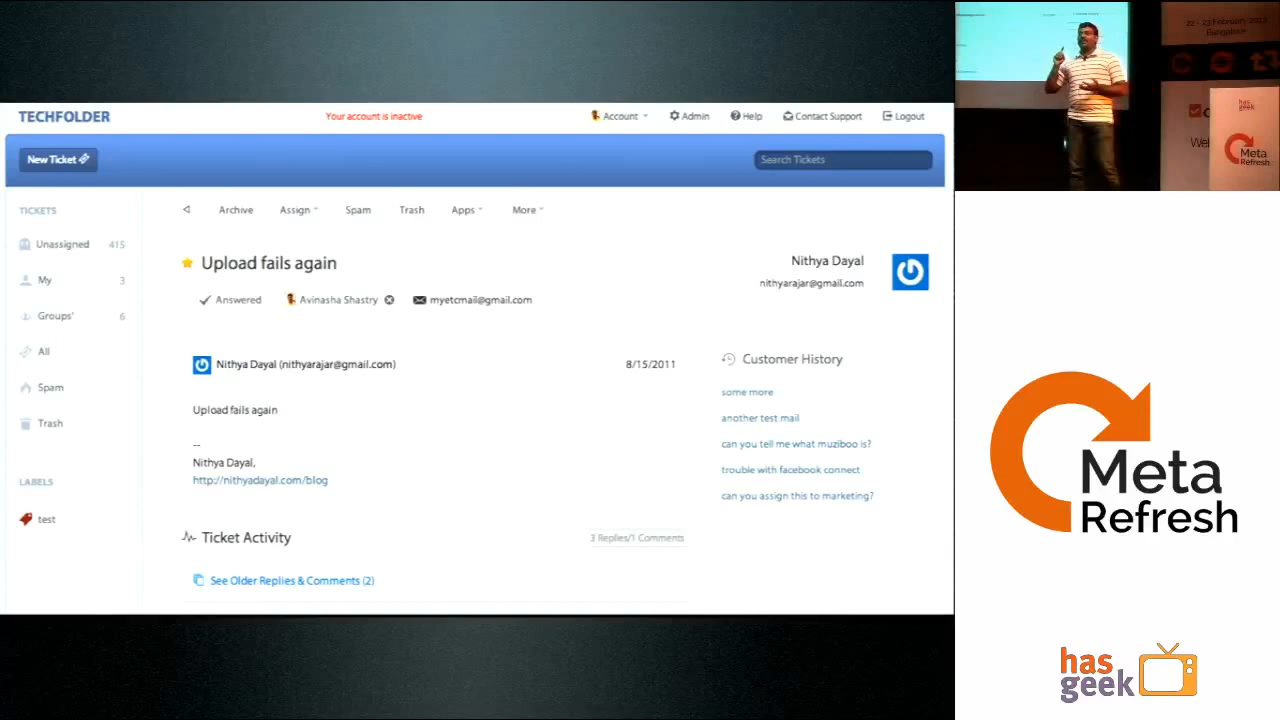 TECHFOLDER
Your account is inactive
Account
Admin
Help
Contact Support
Logout
New Ticket
Search Tickets
TICKETS
Unassigned 415
My 3
Groups' 6
All
Spam
Trash
LABELS
test
Archive
Assign
Spam
Trash
Apps
More
Upload fails again
Answered
Avinasha Shastry
myetcmail@gmail.com
Nithya Dayal
nithyarajar@gmail.com
Nithya Dayal (nithyarajar@gmail.com)
8/15/2011
Upload fails again
--
Nithya Dayal,
http://nithyadayal.com/blog
Ticket Activity
3 Replies/1 Comments
See Older Replies & Comments (2)
Customer History
some more
another test mail
can you tell me what muziboo is?
trouble with facebook connect
can you assign this to marketing?
has
geek
Meta
Refresh
Meta
Refresh
has
geek